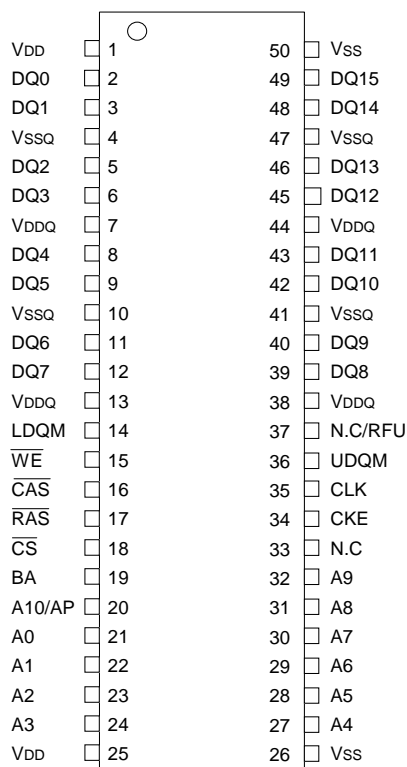 VDD 1 50 VSS
DQ0 2 49 DQ15
DQ1 3 48 DQ14
VSSQ 4 47 VSSQ
DQ2 5 46 DQ13
DQ3 6 45 DQ12
VDDQ 7 44 VDDQ
DQ4 8 43 DQ11
DQ5 9 42 DQ10
VSSQ 10 41 VSSQ
DQ6 11 40 DQ9
DQ7 12 39 DQ8
VDDQ 13 38 VDDQ
LDQM 14 37 N.C/RFU
W̅E̅ 15 36 UDQM
C̅A̅S̅ 16 35 CLK
R̅A̅S̅ 17 34 CKE
C̅S̅ 18 33 N.C
BA 19 32 A9
A10/AP 20 31 A8
A0 21 30 A7
A1 22 29 A6
A2 23 28 A5
A3 24 27 A4
VDD 25 26 VSS